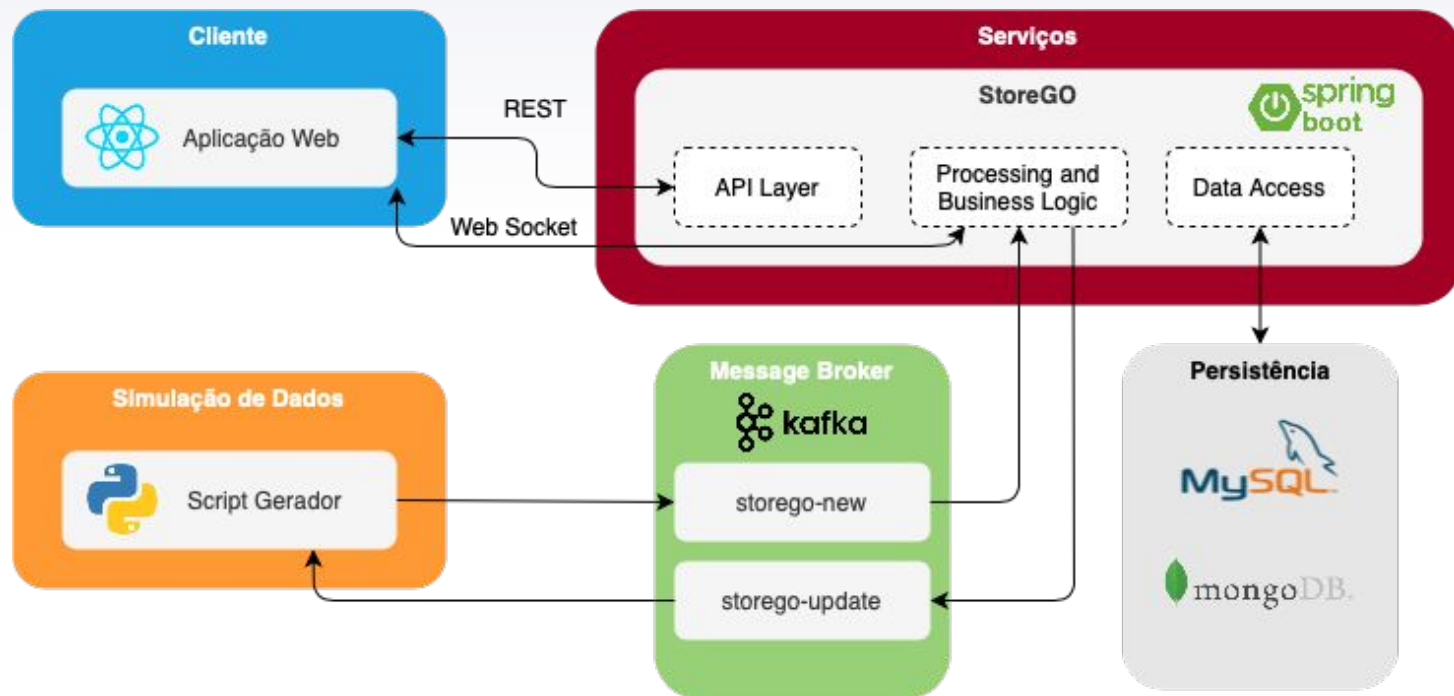 Cliente
Aplicação Web
REST
Web Socket
Serviços
StoreGO
spring
boot
API Layer
Processing and
Business Logic
Data Access
Simulação de Dados
Script Gerador
Message Broker
kafka
storego-new
storego-update
Persistência
MySQL
mongoDB.